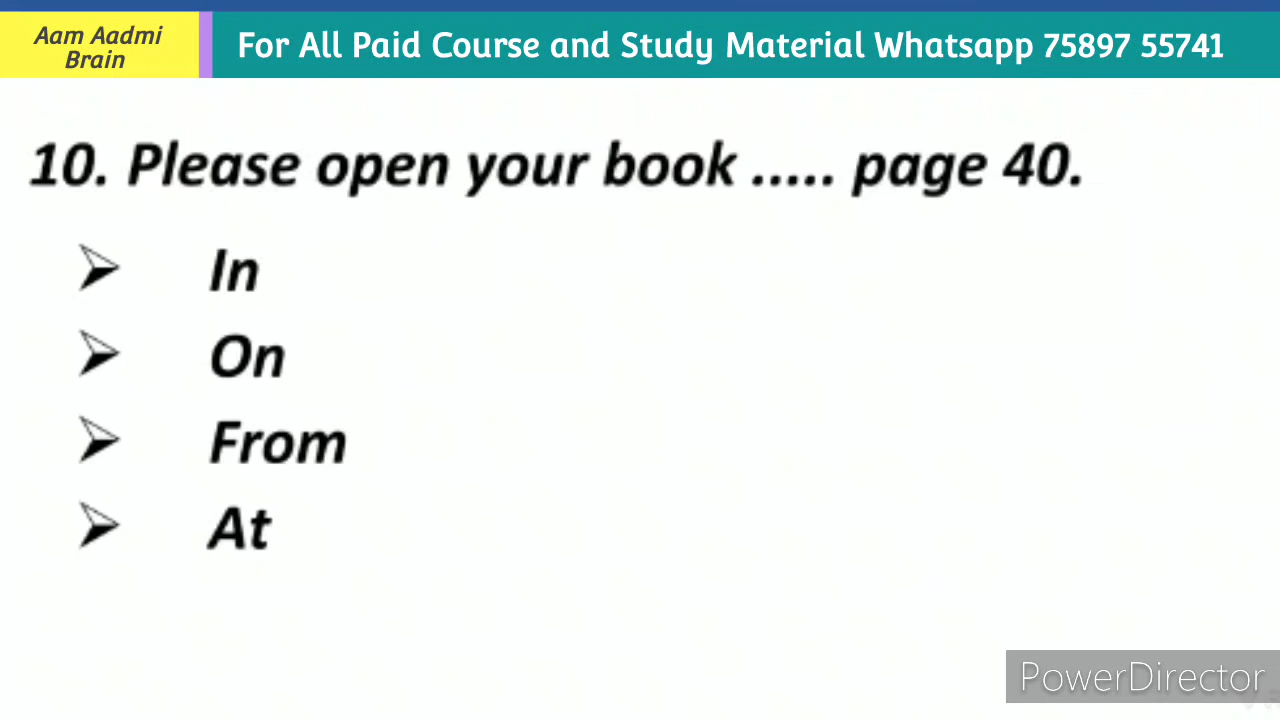 Aam Aadmi
Brain
For All Paid Course and Study Material Whatsapp 75897 55741
10. Please open your book ..... page 40.
In
On
From
At
PowerDirector